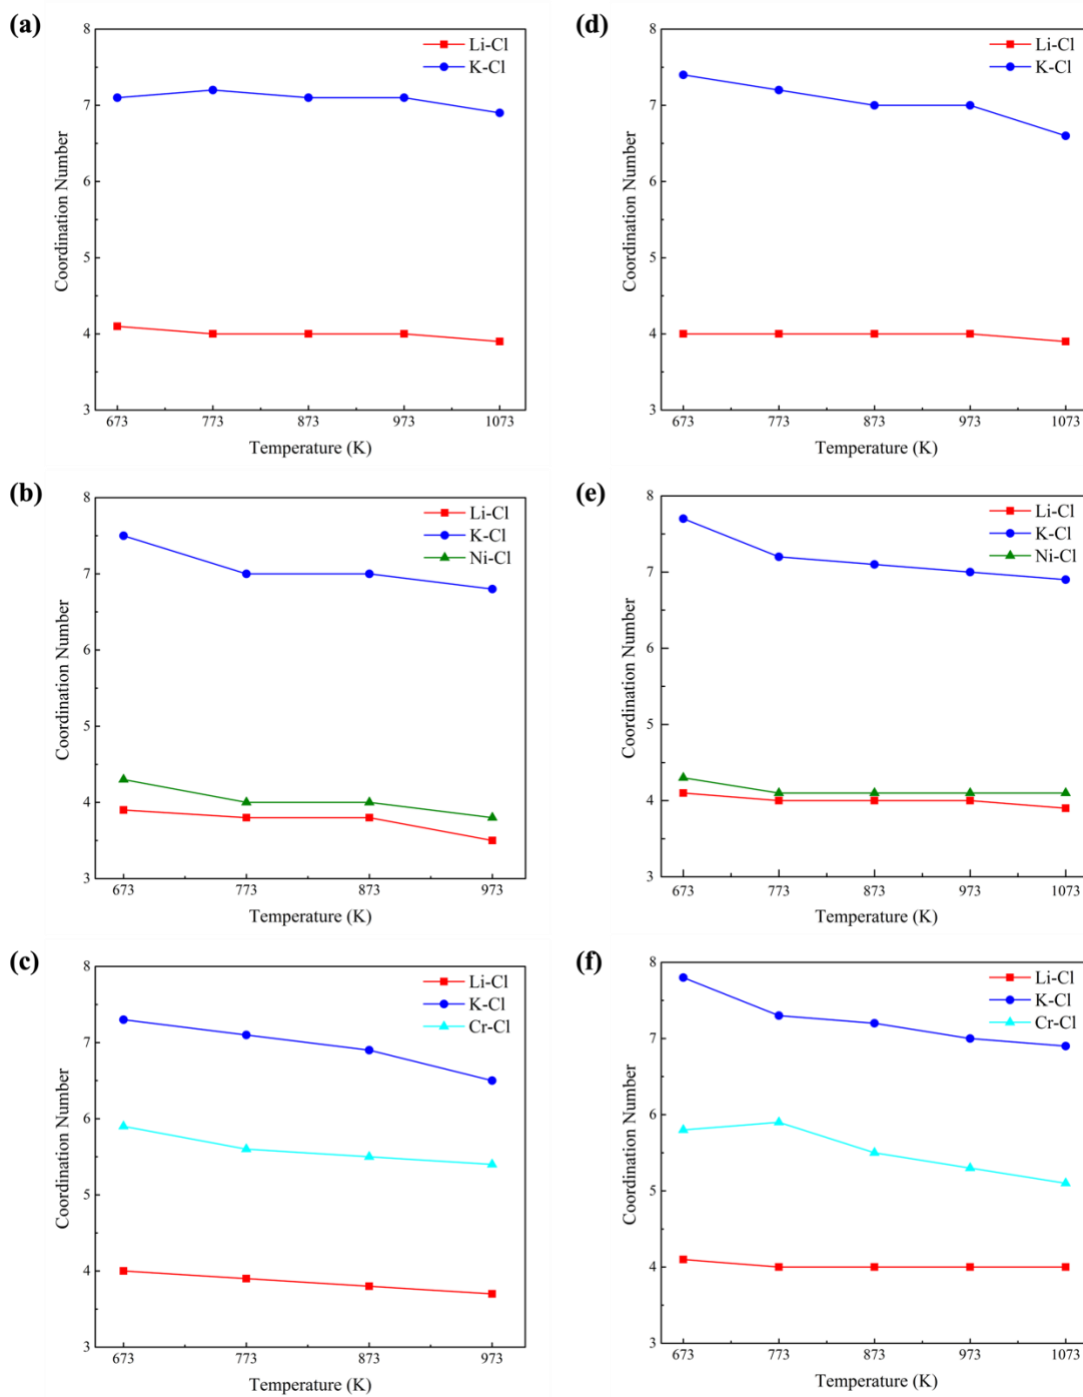 (a)
8
7
6
5
4
3
Coordination Number
Li-Cl
K-Cl
673
773
873
973
1073
Temperature (K)
(d)
8
7
6
5
4
3
Coordination Number
Li-Cl
K-Cl
673
773
873
973
1073
Temperature (K)
(b)
8
7
6
5
4
3
Coordination Number
Li-Cl
K-Cl
Ni-Cl
673
773
873
973
Temperature (K)
(e)
8
7
6
5
4
3
Coordination Number
Li-Cl
K-Cl
Ni-Cl
673
773
873
973
1073
Temperature (K)
(c)
8
7
6
5
4
3
Coordination Number
Li-Cl
K-Cl
Cr-Cl
673
773
873
973
Temperature (K)
(f)
8
7
6
5
4
3
Coordination Number
Li-Cl
K-Cl
Cr-Cl
673
773
873
973
1073
Temperature (K)